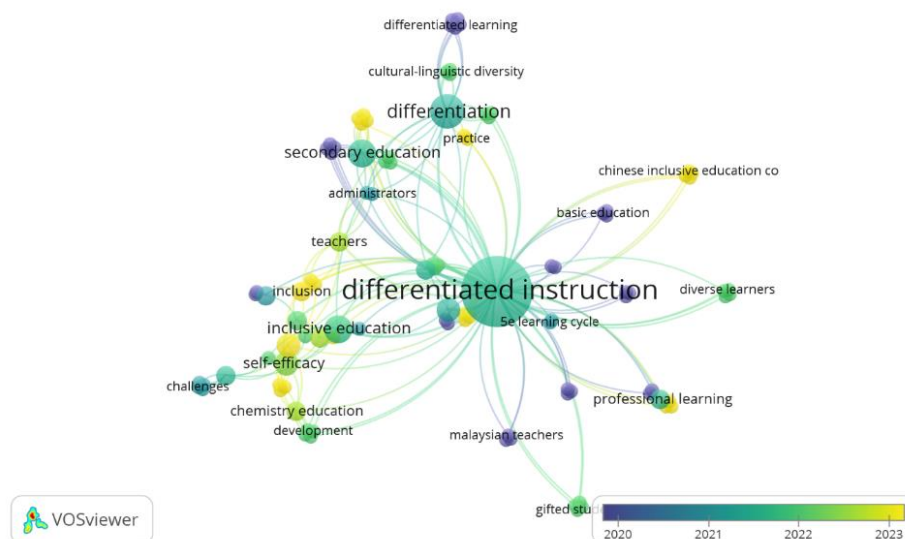 differentiated learning
cultural-linguistic diversity
differentiation
practice
secondary education
chinese inclusive education co
administrators
basic education
teachers
differentiated instruction
inclusion
diverse learners
5e learning cycle
inclusive education
self-efficacy
challenges
professional learning
chemistry education
development
malaysian teachers
gifted
VOSviewer
2020 2021 2022 2023